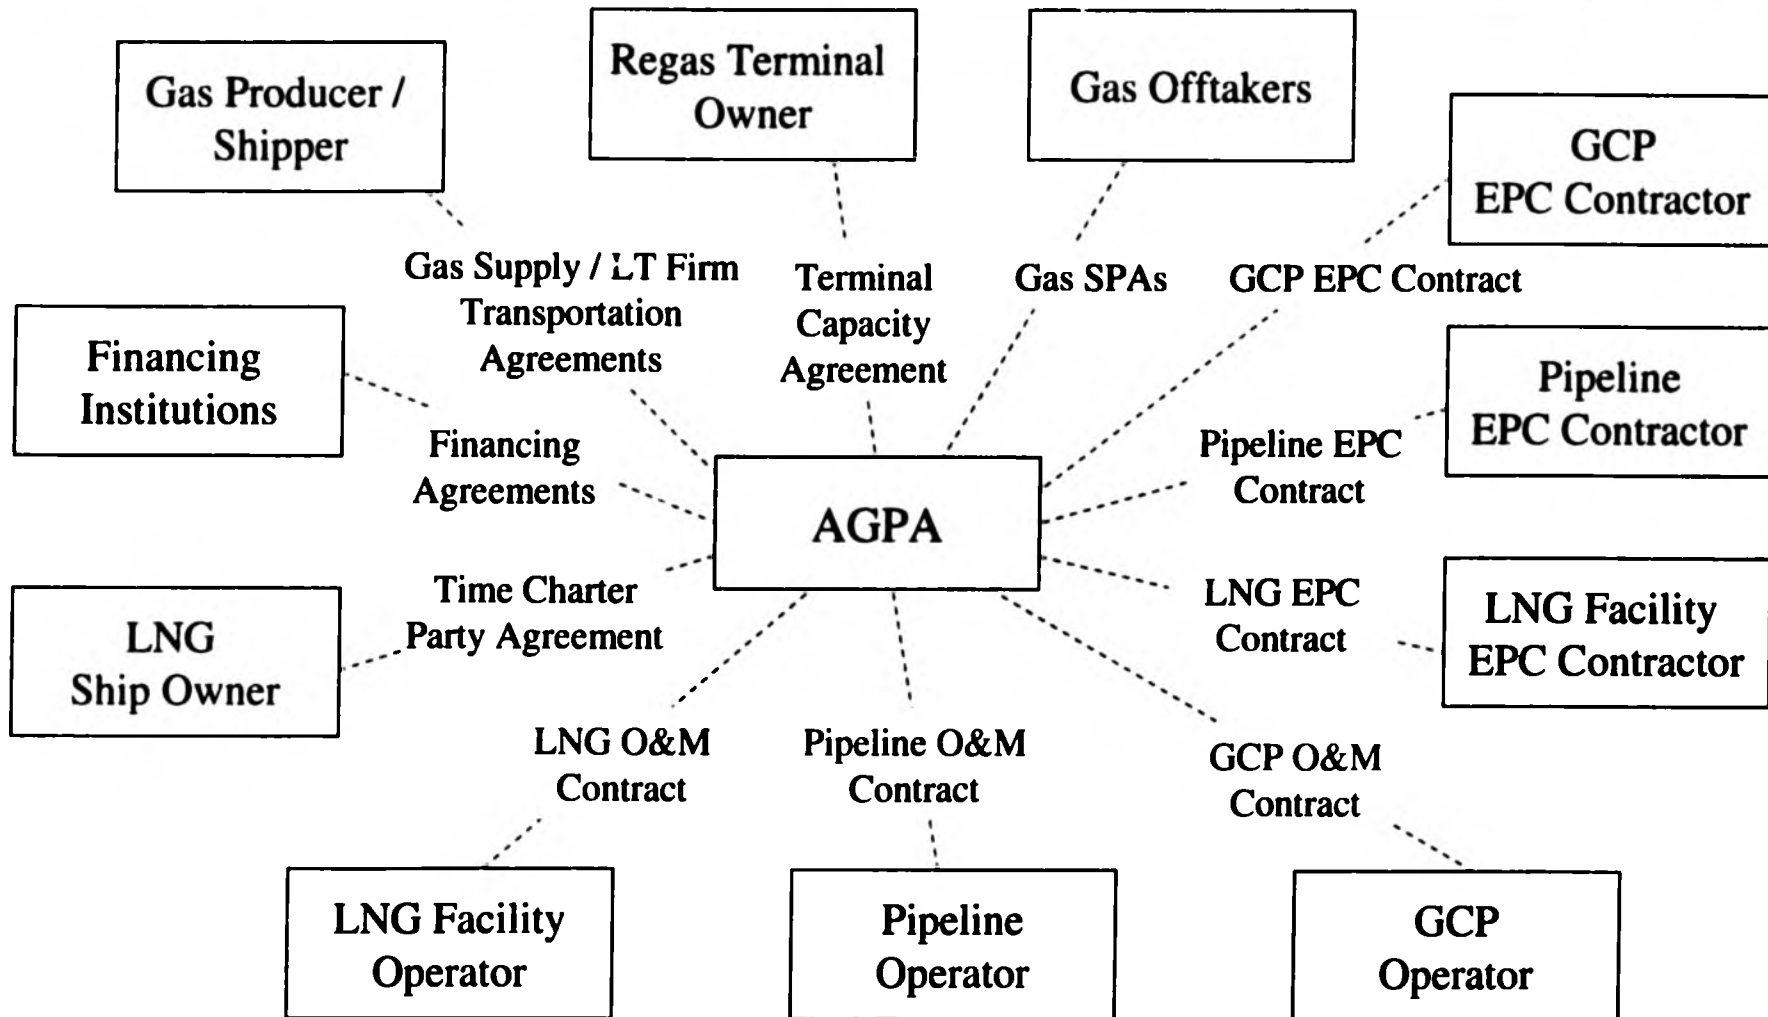 Gas Producer /
Shipper
Regas Terminal
Owner
Gas Offtakers
GCP
EPC Contractor
Gas Supply / LT Firm
Transportation
Agreements
Terminal
Capacity
Agreement
Gas SPAs
GCP EPC Contract
Financing
Institutions
Pipeline
EPC Contractor
Financing
Agreements
Pipeline EPC
Contract
AGPA
Time Charter
Party Agreement
LNG EPC
Contract
LNG
Ship Owner
LNG Facility
EPC Contractor
LNG O&M
Contract
Pipeline O&M
Contract
GCP O&M
Contract
LNG Facility
Operator
Pipeline
Operator
GCP
Operator